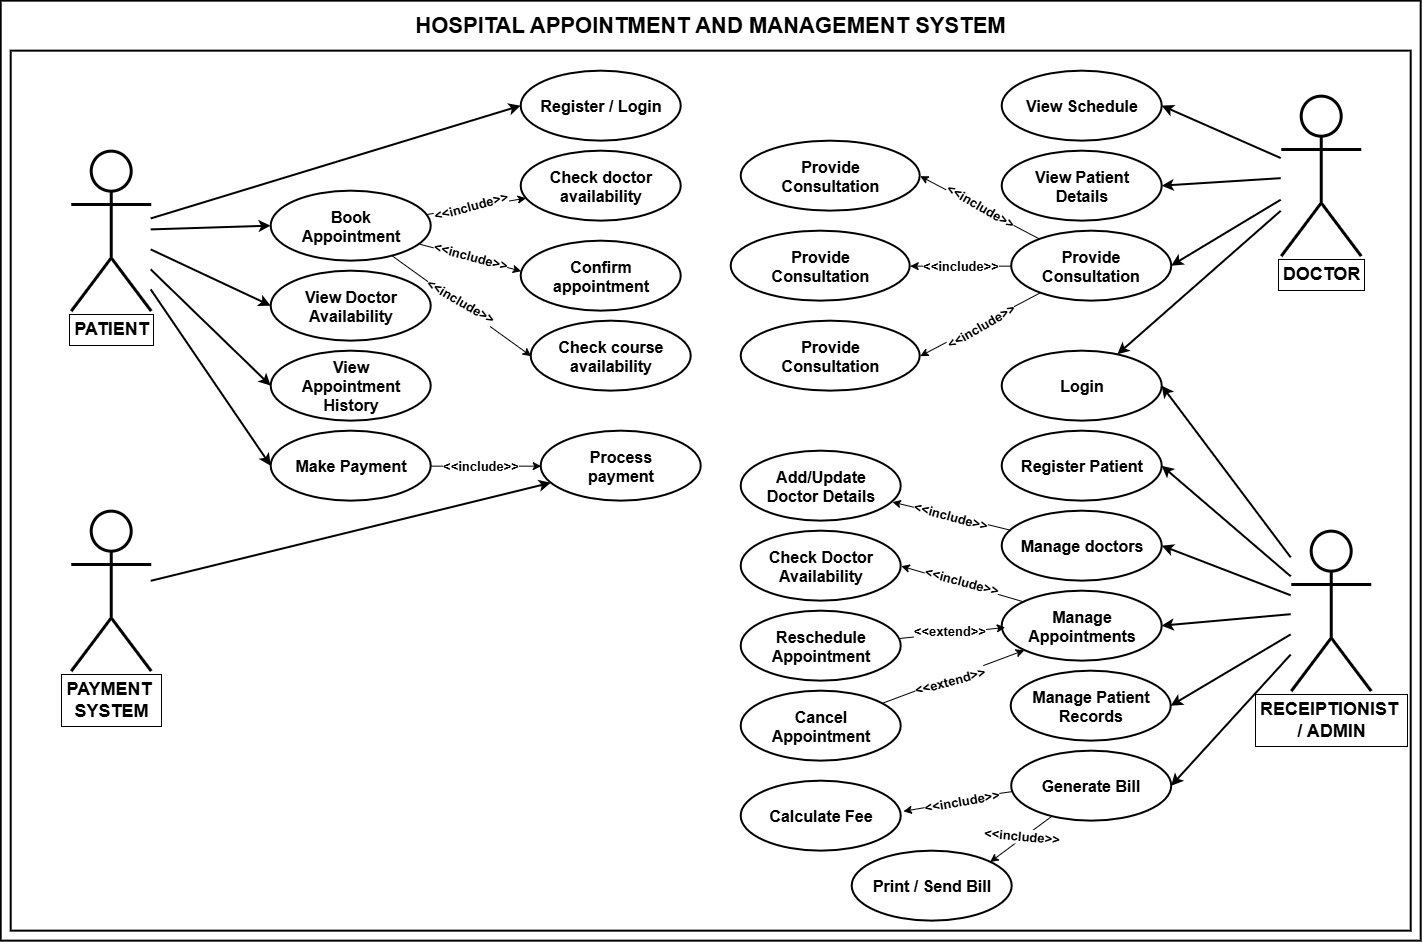 HOSPITAL APPOINTMENT AND MANAGEMENT SYSTEM
Register / Login
Check doctor
availability
<<include>>
Book
Appointment
<<include>>
Confirm
appointment
<<include>>
Check course
availability
View Doctor
Availability
PATIENT
View
Appointment
History
Make Payment
<<include>>
Process
payment
PAYMENT
SYSTEM
View Schedule
Provide
Consultation
View Patient
Details
<<include>>
Provide
Consultation
<<include>>
Provide
Consultation
DOCTOR
<<include>>
Provide
Consultation
Login
Register Patient
Add/Update
Doctor Details
<<include>>
Manage doctors
Check Doctor
Availability
<<include>>
Manage
Appointments
Reschedule
Appointment
<<extend>>
<<extend>>
Cancel
Appointment
Manage Patient
Records
RECEIPTIONIST
/ ADMIN
Generate Bill
<<include>>
Calculate Fee
<<include>>
Print / Send Bill